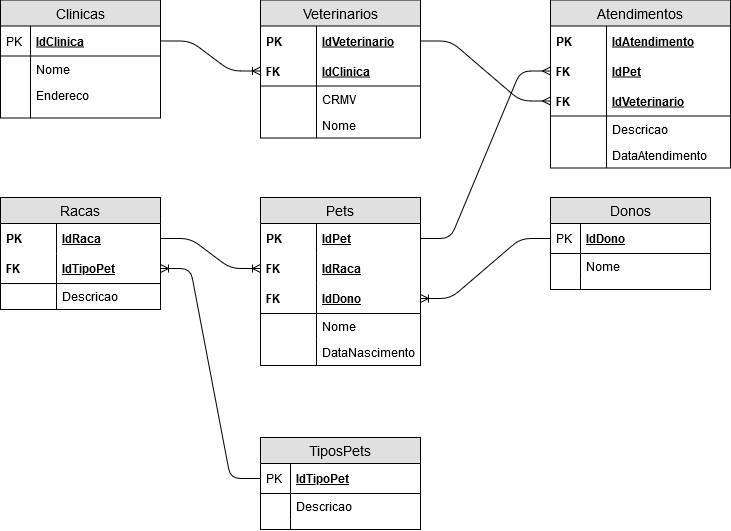 Clinicas
PK IdClinica
Nome
Endereco
Veterinarios
PK IdVeterinario
FK IdClinica
CRMV
Nome
Atendimentos
PK IdAtendimento
FK IdPet
FK IdVeterinario
Descricao
DataAtendimento
Racas
PK IdRaca
FK IdTipoPet
Descricao
Pets
PK IdPet
FK IdRaca
FK IdDono
Nome
DataNascimento
Donos
PK IdDono
Nome
TiposPets
PK IdTipoPet
Descricao